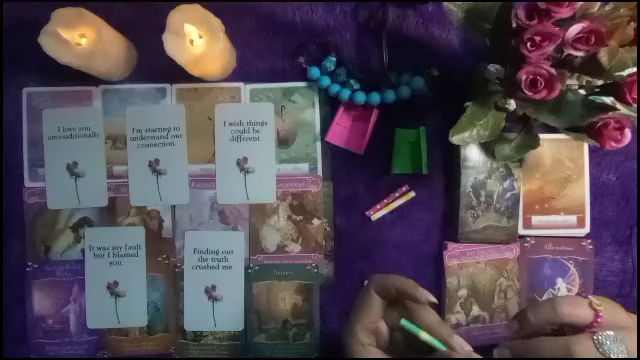 I love you
unconditionally
I'm starting to
understand our
connection.
I wish things
could be
different
It was my fault
but I blamed
you
Finding out
the truth
crushed me